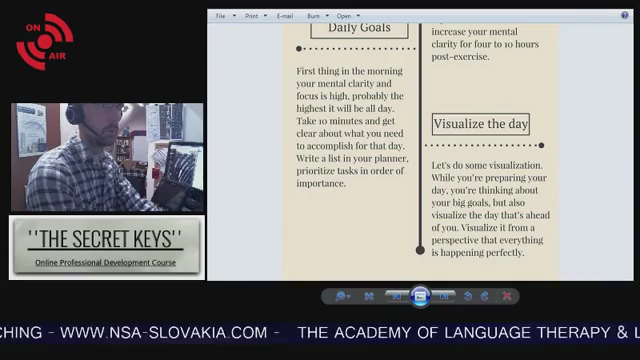 ON
AIR
File Print E-mail Burn Open
Daily Goals
First thing in the morning
your mental clarity and
focus is high, probably the
highest it will be all day.
Take 10 minutes and get
clear about what you need
to accomplish for that day.
Write a list in your planner,
prioritize tasks in order of
importance.
increase your mental
clarity for four to 10 hours
post-exercise.
Visualize the day
Let's do some visualization.
While you're preparing your
day, you're thinking about
your big goals, but also
visualize the day that's ahead
of you. Visualize it from a
perspective that everything
is happening perfectly.
''THE SECRET KEYS''
Online Professional Development Course
CHING - WWW.NSA-SLOVAKIA.COM - THE ACADEMY OF LANGUAGE THERAPY & L